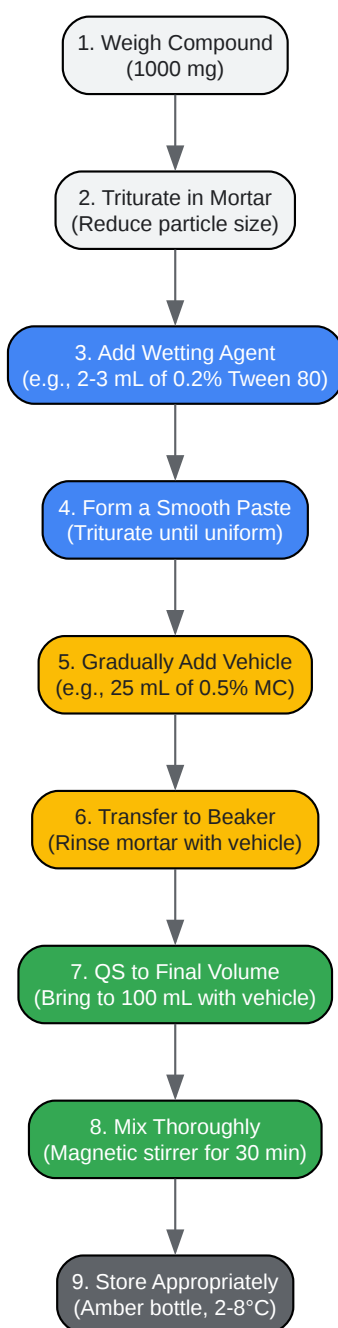 1. Weigh Compound
(1000 mg)
2. Triturate in Mortar
(Reduce particle size)
3. Add Wetting Agent
(e.g., 2-3 mL of 0.2% Tween 80)
4. Form a Smooth Paste
(Triturate until uniform)
5. Gradually Add Vehicle
(e.g., 25 mL of 0.5% MC)
6. Transfer to Beaker
(Rinse mortar with vehicle)
7. QS to Final Volume
(Bring to 100 mL with vehicle)
8. Mix Thoroughly
(Magnetic stirrer for 30 min)
9. Store Appropriately
(Amber bottle, 2-8°C)